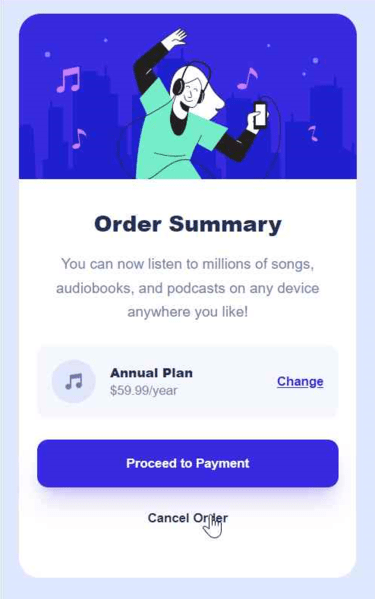 Order Summary
You can now listen to millions of songs,
audiobooks, and podcasts on any device
anywhere you like!
Annual Plan
$59.99/year
Change
Proceed to Payment
Cancel Order